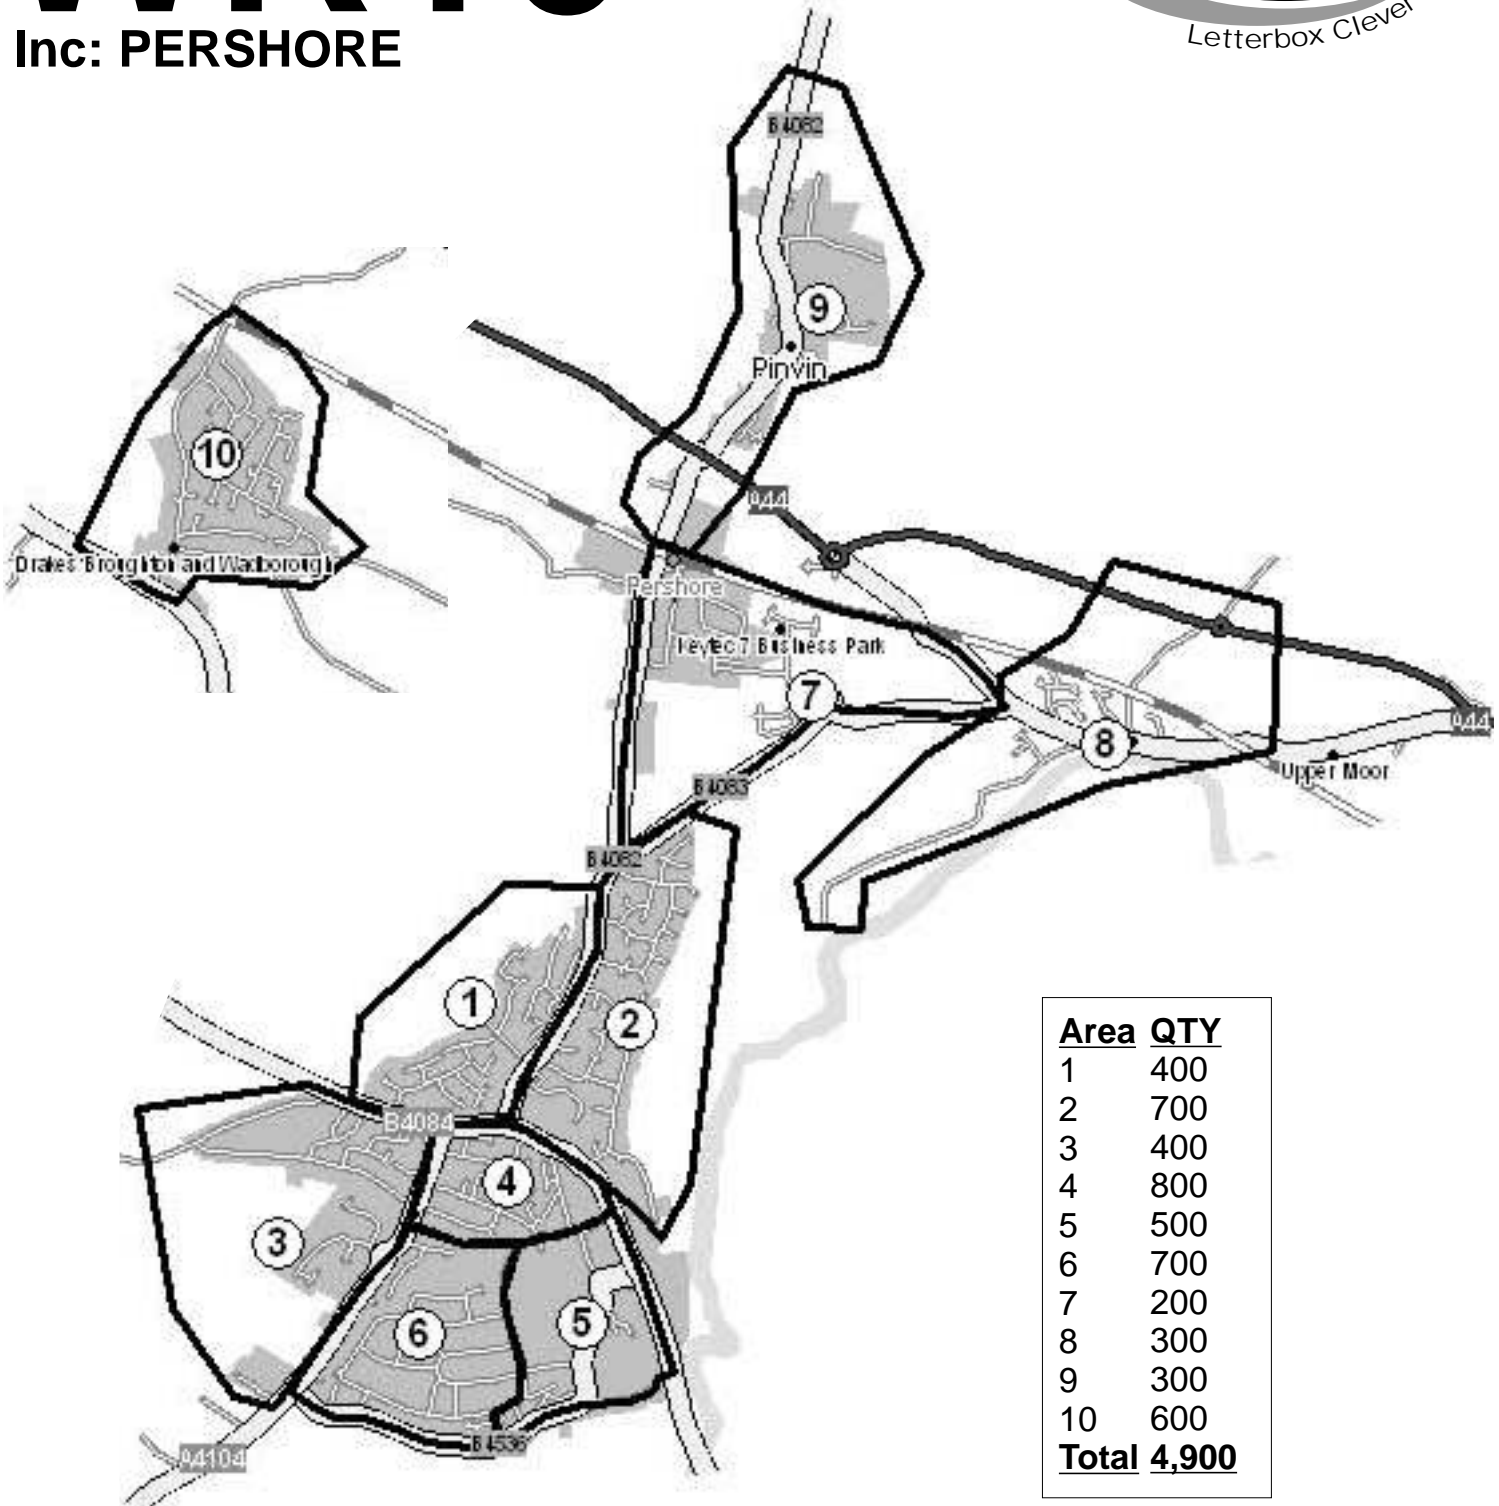 Inc: PERSHORE
Letterbox Clever
B4082
9
Pinvin
10
A44
Drakes Broughton and Wadborough
Pershore
Keytec 7 Business Park
7
A44
8
Upper Moor
B4083
B4082
1
2
B4084
4
3
5
6
B4536
A4104
Area QTY
1 400
2 700
3 400
4 800
5 500
6 700
7 200
8 300
9 300
10 600
Total 4,900